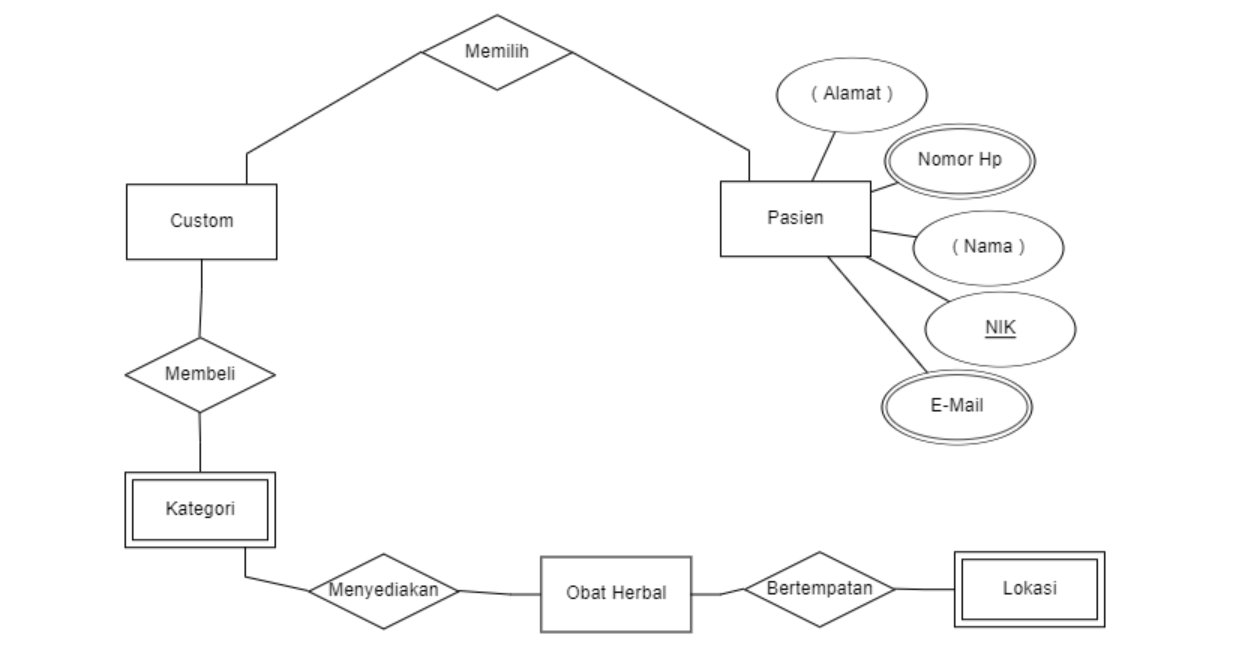 Memilih
( Alamat )
Nomor Hp
Custom
Pasien
( Nama )
NIK
Membeli
E-Mail
Kategori
Menyediakan
Obat Herbal
Bertempatan
Lokasi